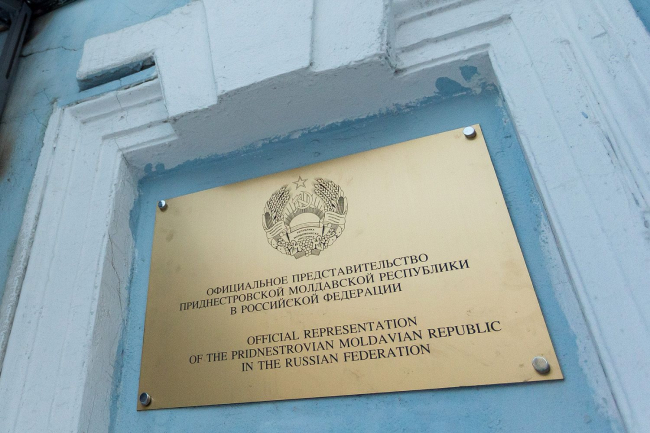 ОФИЦИАЛЬНОЕ ПРЕДСТАВИТЕЛЬСТВО
ПРИДНЕСТРОВСКОЙ МОЛДАВСКОЙ РЕСПУБЛИКИ
В РОССИЙСКОЙ ФЕДЕРАЦИИ
OFFICIAL REPRESENTATION
OF THE PRIDNESTROVIAN MOLDAVIAN REPUBLIC
IN THE RUSSIAN FEDERATION